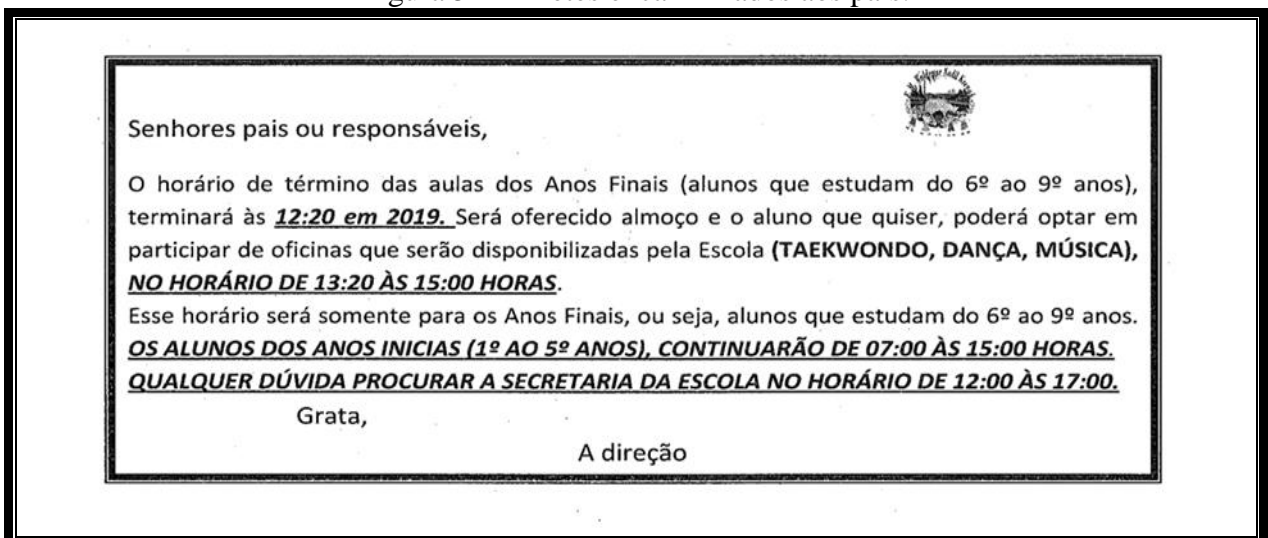 aos pais.
Senhores pais ou responsáveis,
O horário de término das aulas dos Anos Finais (alunos que estudam do 6º ao 9º anos),
terminará às 12:20 em 2019. Será oferecido almoço e o aluno que quiser, poderá optar em
participar de oficinas que serão disponibilizadas pela Escola (TAEKWONDO, DANÇA, MÚSICA),
NO HORÁRIO DE 13:20 ÀS 15:00 HORAS.
Esse horário será somente para os Anos Finais, ou seja, alunos que estudam do 6º ao 9º anos.
OS ALUNOS DOS ANOS INICIAS (1º AO 5º ANOS), CONTINUARÃO DE 07:00 ÀS 15:00 HORAS.
QUALQUER DÚVIDA PROCURAR A SECRETARIA DA ESCOLA NO HORÁRIO DE 12:00 ÀS 17:00.
Grata,
A direção